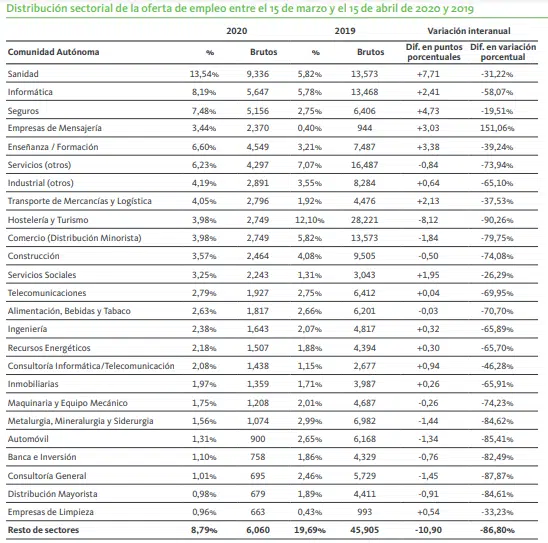 Distribución sectorial de la oferta de empleo entre el 15 de marzo y el 15 de abril de 2020 y 2019
2020 2019 Variación interanual
Comunidad Autónoma % Brutos % Brutos Dif. en puntos porcentuales Dif. en variación porcentual
Sanidad 13,54% 9,336 5,82% 13,573 +7,71 -31,22%
Informática 8,19% 5,647 5,78% 13,468 +2,41 -58,07%
Seguros 7,48% 5,156 2,75% 6,406 +4,73 -19,51%
Empresas de Mensajería 3,44% 2,370 0,40% 944 +3,03 151,06%
Enseñanza / Formación 6,60% 4,549 3,21% 7,487 +3,38 -39,24%
Servicios (otros) 6,23% 4,297 7,07% 16,487 -0,84 -73,94%
Industrial (otros) 4,19% 2,891 3,55% 8,284 +0,64 -65,10%
Transporte de Mercancías y Logística 4,05% 2,796 1,92% 4,476 +2,13 -37,53%
Hostelería y Turismo 3,98% 2,749 12,10% 28,221 -8,12 -90,26%
Comercio (Distribución Minorista) 3,98% 2,749 5,82% 13,573 -1,84 -79,75%
Construcción 3,57% 2,464 4,08% 9,505 -0,50 -74,08%
Servicios Sociales 3,25% 2,243 1,31% 3,043 +1,95 -26,29%
Telecomunicaciones 2,79% 1,927 2,75% 6,412 +0,04 -69,95%
Alimentación, Bebidas y Tabaco 2,63% 1,817 2,66% 6,201 -0,03 -70,70%
Ingeniería 2,38% 1,643 2,07% 4,817 +0,32 -65,89%
Recursos Energéticos 2,18% 1,507 1,88% 4,394 +0,30 -65,70%
Consultoría Informática/Telecomunicación 2,08% 1,438 1,15% 2,677 +0,94 -46,28%
Inmobiliarias 1,97% 1,359 1,71% 3,987 +0,26 -65,91%
Maquinaria y Equipo Mecánico 1,75% 1,208 2,01% 4,687 -0,26 -74,23%
Metalurgia, Mineralurgia y Siderurgia 1,56% 1,074 2,99% 6,982 -1,44 -84,62%
Automóvil 1,31% 900 2,65% 6,168 -1,34 -85,41%
Banca e Inversión 1,10% 758 1,86% 4,329 -0,76 -82,49%
Consultoría General 1,01% 695 2,46% 5,729 -1,45 -87,87%
Distribución Mayorista 0,98% 679 1,89% 4,411 -0,91 -84,61%
Empresas de Limpieza 0,96% 663 0,43% 993 +0,54 -33,23%
Resto de sectores 8,79% 6,060 19,69% 45,905 -10,90 -86,80%